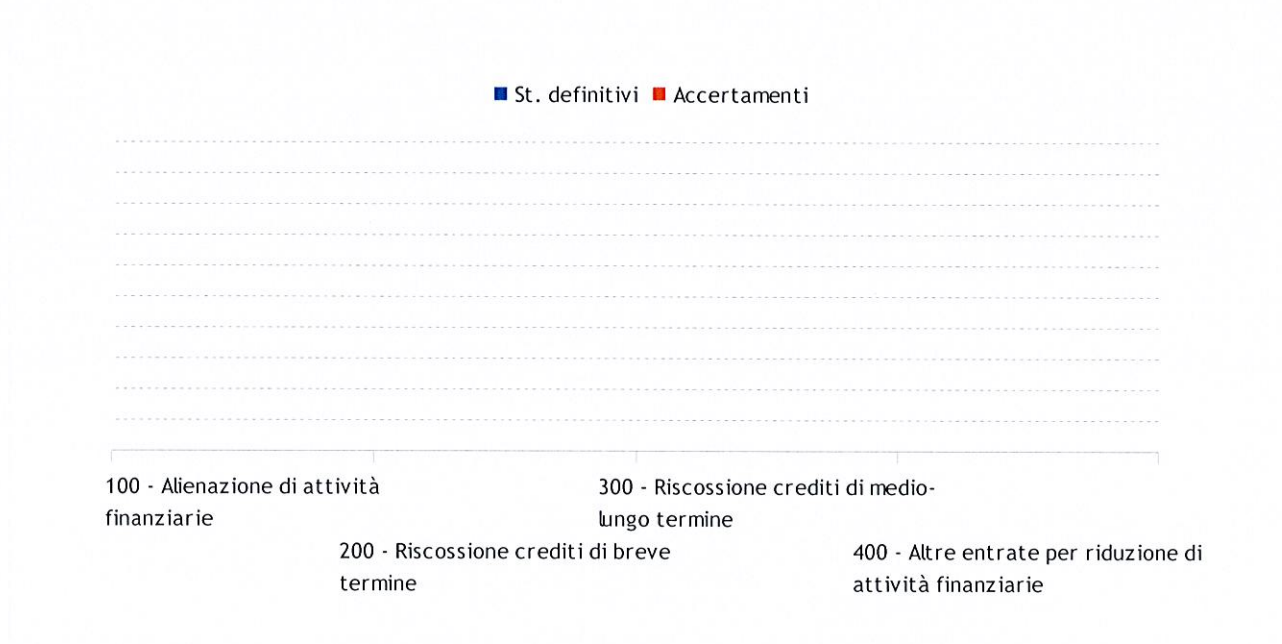 St. definitivi Accertamenti
100 - Alienazione di attività
finanziarie
200 - Riscossione crediti di breve
termine
300 - Riscossione crediti di medio-
lungo termine
400 - Altre entrate per riduzione di
attività finanziarie